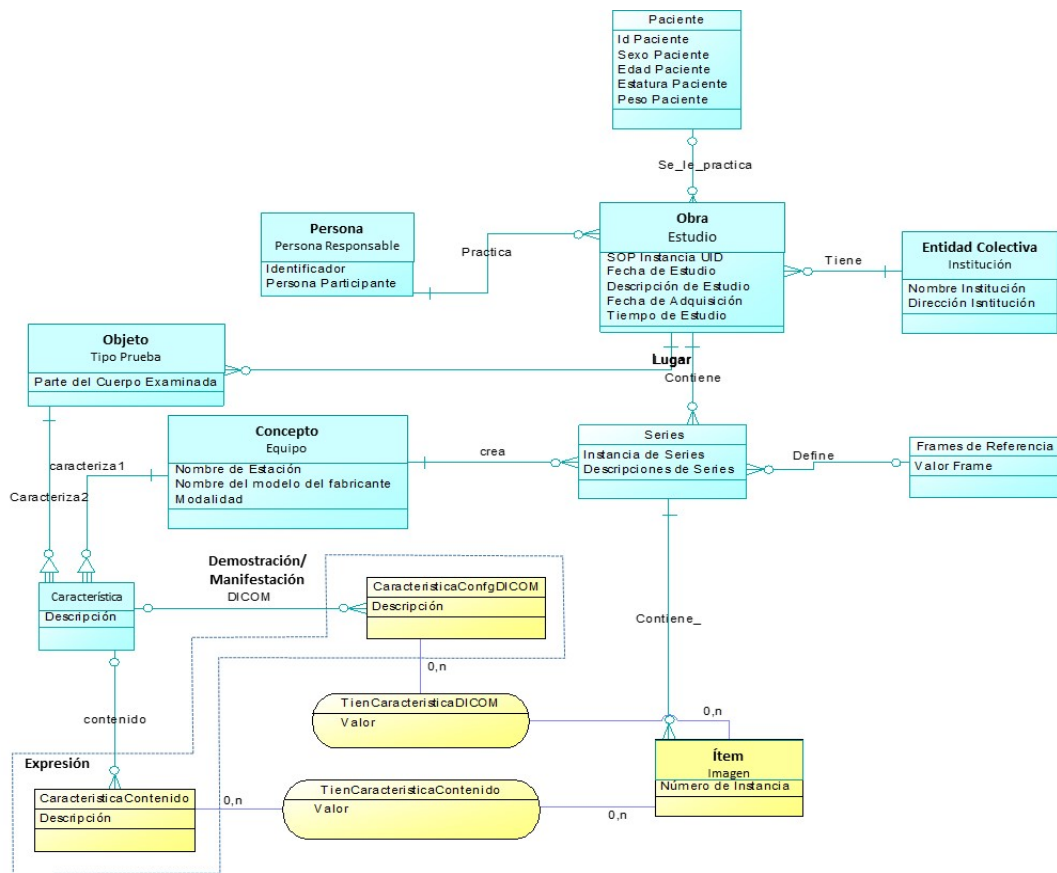 Paciente
Id Paciente
Sexo Paciente
Edad Paciente
Estatura Paciente
Peso Paciente
Se_le_practica
Persona
Persona Responsable
Identificador
Persona Participante
Practica
Obra
Estudio
SOP Instancia UID
Fecha de Estudio
Descripción de Estudio
Fecha de Adquisición
Tiempo de Estudio
Tiene
Entidad Colectiva
Institución
Nombre Institución
Dirección Isntitución
Objeto
Tipo Prueba
Parte del Cuerpo Examinada
Lugar
Contiene
Concepto
Equipo
Nombre de Estación
Nombre del modelo del fabricante
Modalidad
crea
Series
Instancia de Series
Descripciones de Series
Define
Frames de Referencia
Valor Frame
caracteriza1
Caracteriza2
Demostración/
Manifestación
DICOM
Característica
Descripción
CaracteristicaConfgDICOM
Descripción
Contiene_
0,n
contenido
TienCaracteristicaDICOM
Valor
0,n
Expresión
CaracteristicaContenido
Descripción
0,n
TienCaracteristicaContenido
Valor
0,n
Ítem
Imagen
Número de Instancia